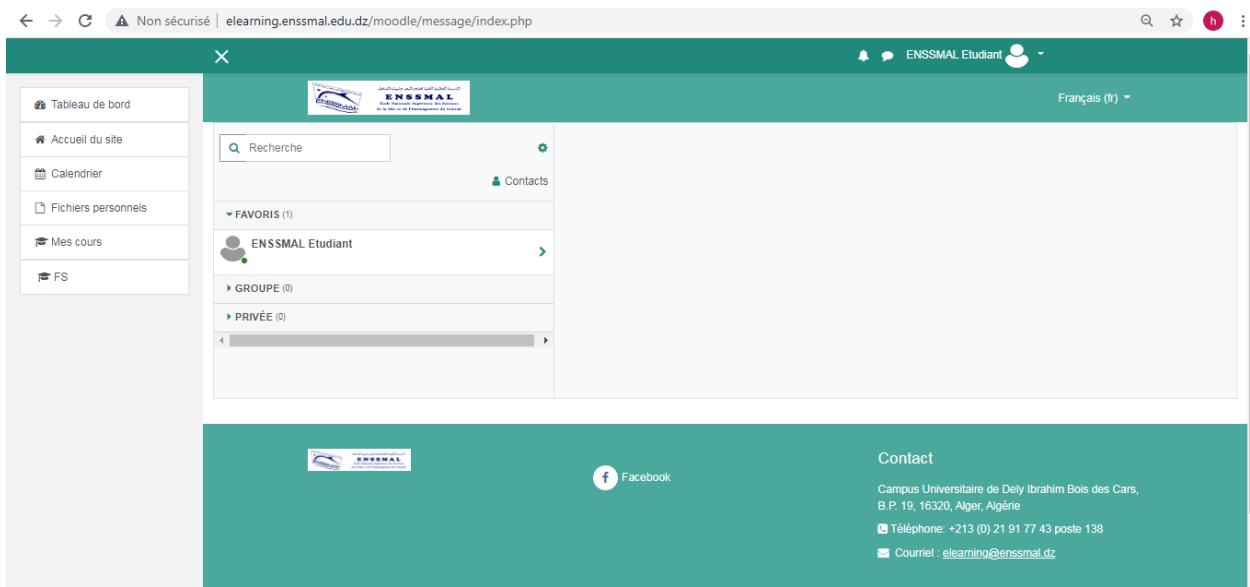 Non sécurisé | elearning.enssmal.edu.dz/moodle/message/index.php
h
ENSSMAL Etudiant
ENSSMAL
Français (fr)
Tableau de bord
Accueil du site
Calendrier
Fichiers personnels
Mes cours
FS
Recherche
Contacts
FAVORIS (1)
ENSSMAL Etudiant
GROUPE (0)
PRIVÉE (0)
ENSSMAL
Facebook
Contact
Campus Universitaire de Dely Ibrahim Bois des Cars,
B.P. 19, 16320, Alger, Algérie
Téléphone: +213 (0) 21 91 77 43 poste 138
Courriel : elearning@enssmal.dz